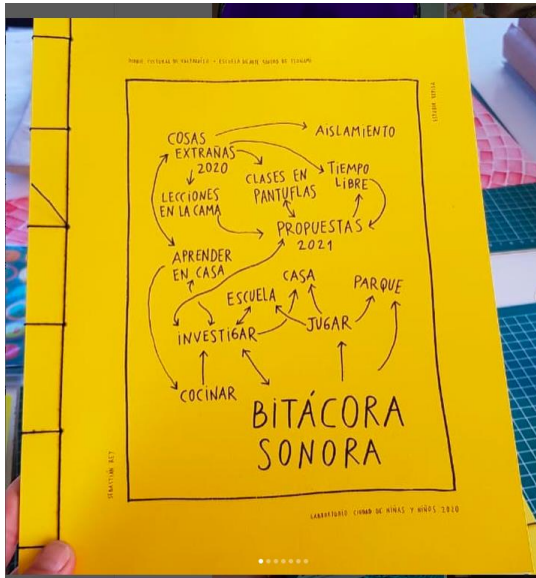 COSAS
EXTRAÑAS
2020
AISLAMIENTO
LECCIONES
EN LA CAMA
CLASES EN
PANTUFLAS
TIEMPO
LIBRE
PROPUESTAS
2021
APRENDER
EN CASA
CASA
ESCUELA
PARQUE
INVESTIGAR
JUGAR
COCINAR
BITÁCORA
SONORA
SEBASTIÁN REY
LABORATORIO CIUDAD DE NIÑAS Y NIÑOS. 2020